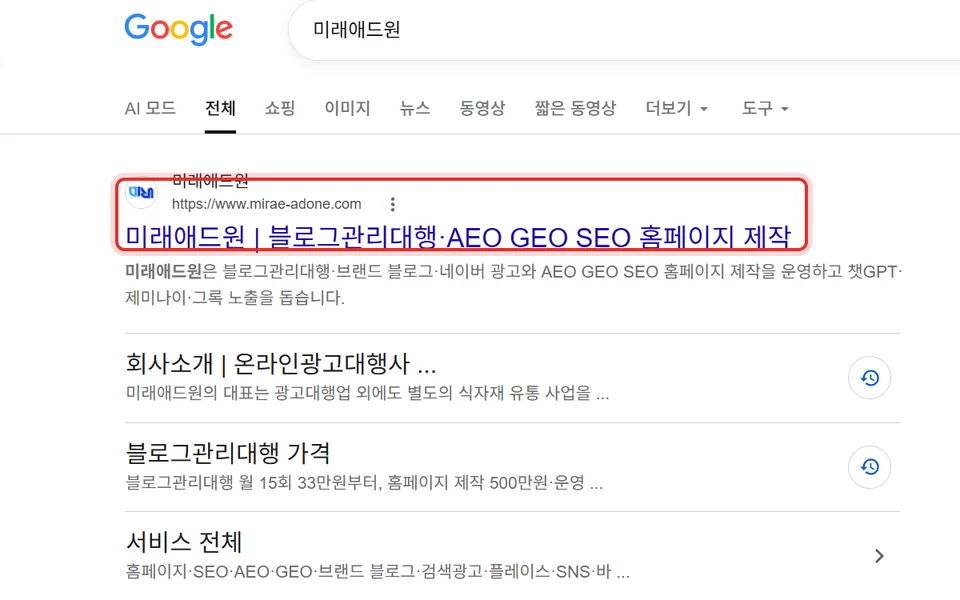 Google
미래애드원
AI 모드 전체 쇼핑 이미지 뉴스 동영상 짧은 동영상 더보기 도구
미래애드원
https://www.mirae-adone.com
미래애드원 | 블로그관리대행·AEO GEO SEO 홈페이지 제작
미래애드원은 블로그관리대행·브랜드 블로그·네이버 광고와 AEO GEO SEO 홈페이지 제작을 운영하고 챗GPT·
제미나이·그록 노출을 돕습니다.
회사소개 | 온라인광고대행사 ...
미래애드원의 대표는 광고대행업 외에도 별도의 식자재 유통 사업을 ...
블로그관리대행 가격
블로그관리대행 월 15회 33만원부터, 홈페이지 제작 500만원·운영 ...
서비스 전체
홈페이지·SEO·AEO·GEO·브랜드 블로그·검색광고·플레이스·SNS·바 ...